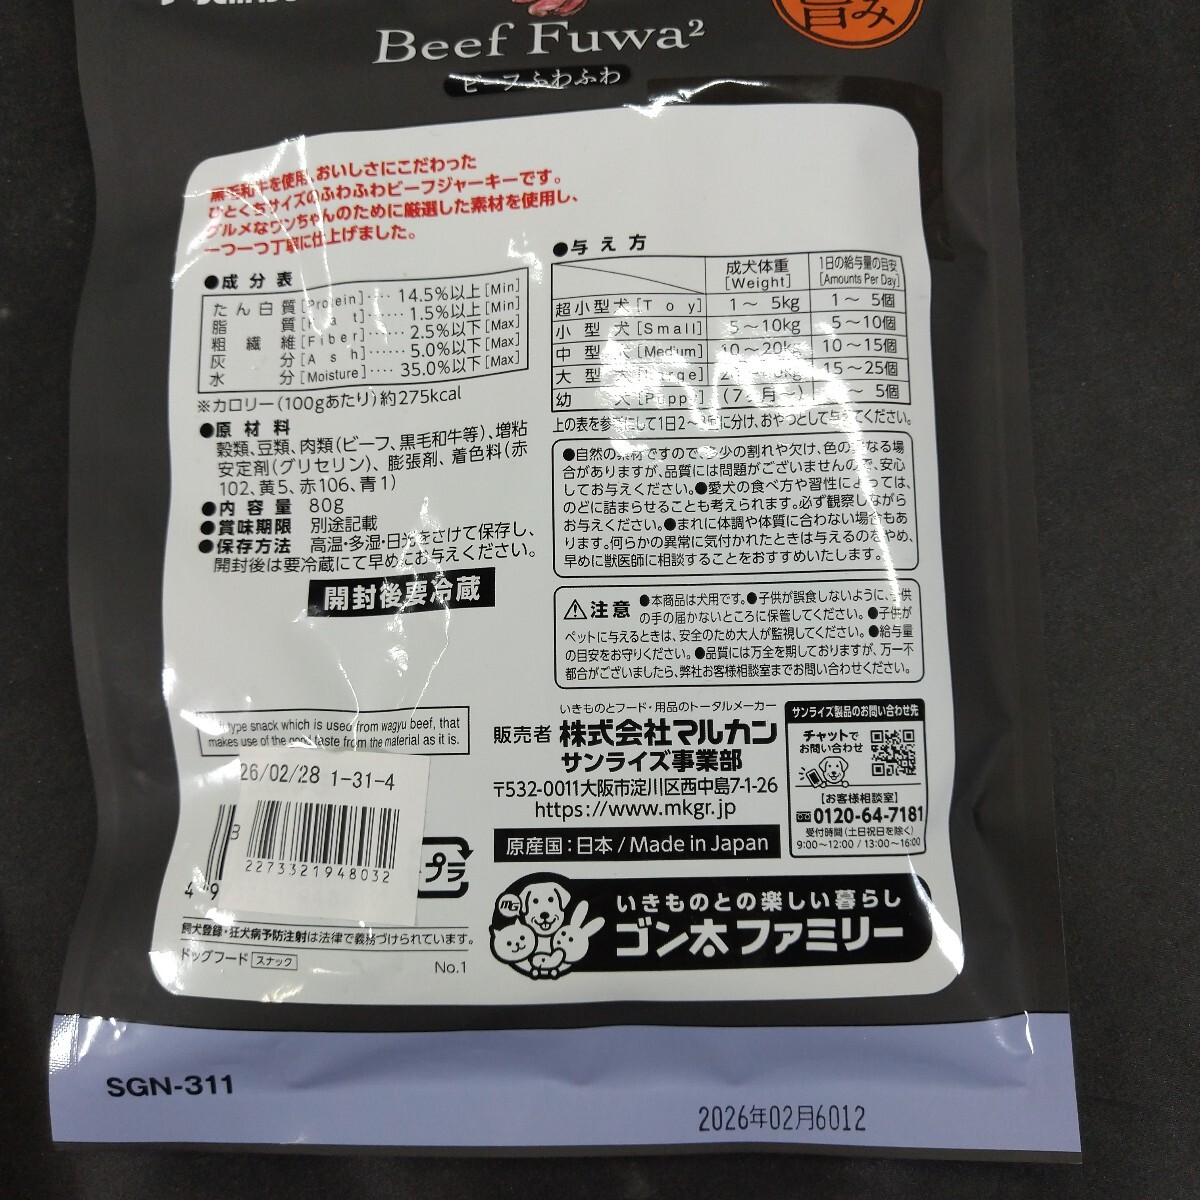 旨み
Beef Fuwa²
ビーフふわふわ
黒毛和牛を使用。おいしさにこだわった
ひとくちサイズのふわふわビーフジャーキーです。
グルメなワンちゃんのために厳選した素材を使用し、
一つ一つ丁寧に仕上げました。
●成分表
たん白質[Protein]‥‥14.5%以上[Min]
脂質[Fat]‥‥1.5%以上[Min]
粗繊維[Fiber]‥‥2.5%以下[Max]
灰分[Ash]‥‥5.0%以下[Max]
水分[Moisture]‥‥35.0%以下[Max]
※カロリー(100gあたり)約275kcal
●原材料
穀類、豆類、肉類(ビーフ、黒毛和牛等)、増粘
安定剤(グリセリン)、膨張剤、着色料(赤
102、黄5、赤106、青1)
●内容量 80g
●賞味期限 別途記載
●保存方法 高温・多湿・日光をさけて保存し、
開封後は要冷蔵にて早めにお与えください。
開封後要冷蔵
type snack which is used from wagyu beef, that
makes use of the good taste from the material as it is.
26/02/28 1-31-4
2273321948032
4 9
プラ
飼犬登録・狂犬病予防注射は法律で義務づけられています。
ドッグフード スナック No.1
●与え方
成犬体重[Weight] 1日の給与量の目安[Amounts Per Day]
超小型犬[Toy] 1〜5kg 1〜5個
小型犬[Small] 5〜10kg 5〜10個
中型犬[Medium] 10〜20kg 10〜15個
大型犬[Large] 15〜25個
幼犬[Puppy] (7ヶ月〜) 5個
上の表を参考にして1日2〜3回に分け、おやつとして与えてください。
●自然の素材ですので、多少の割れや欠け、色の異なる場
合がありますが、品質には問題がございませんので、安心
してお与えください。●愛犬の食べ方や習性によっては、
のどに詰まらせることも考えられます。必ず観察しながら
お与えください。●まれに体調や体質に合わない場合もあ
ります。何らかの異常に気付かれたときは与えるのをやめ、
早めに獣医師に相談することをおすすめいたします。
⚠注意 ●本商品は犬用です。●子供が誤食しないように、子供
の手の届かないところに保管してください。●子供が
ペットに与えるときは、安全のため大人が監視してください。●給与量
の目安をお守りください。●品質には万全を期しておりますが、万一不
都合がございましたら、弊社お客様相談室までお問い合わせください。
いきものとフード・用品のトータルメーカー
販売者 株式会社マルカン
サンライズ事業部
〒532-0011大阪市淀川区西中島7-1-26
https://www.mkgr.jp
原産国：日本 / Made in Japan
サンライズ製品のお問い合わせ先
チャットで
お問い合わせ
【お客様相談室】
0120-64-7181
受付時間(土日祝日を除く)
9:00〜12:00 / 13:00〜16:00
MG
いきものとの楽しい暮らし
ゴン太ファミリー
SGN-311
2026年02月6012